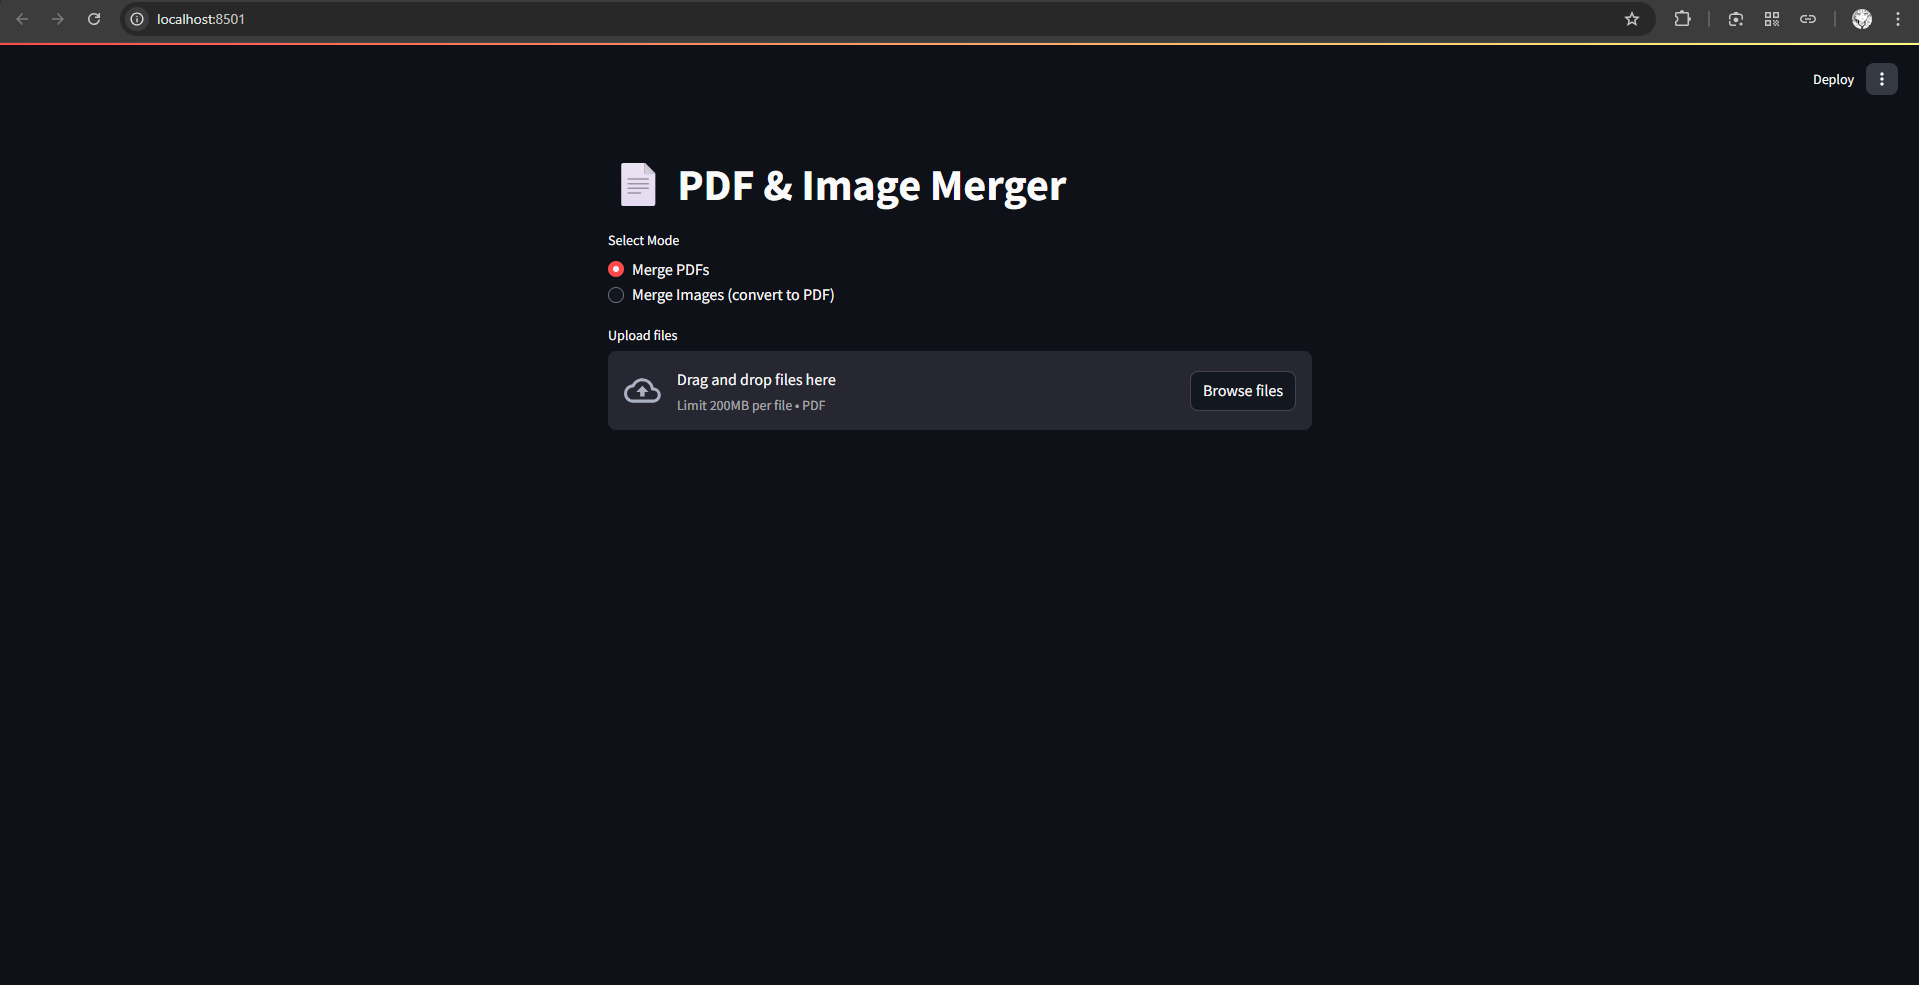 localhost:8501
Deploy
PDF & Image Merger
Select Mode
Merge PDFs
Merge Images (convert to PDF)
Upload files
Drag and drop files here
Limit 200MB per file • PDF
Browse files